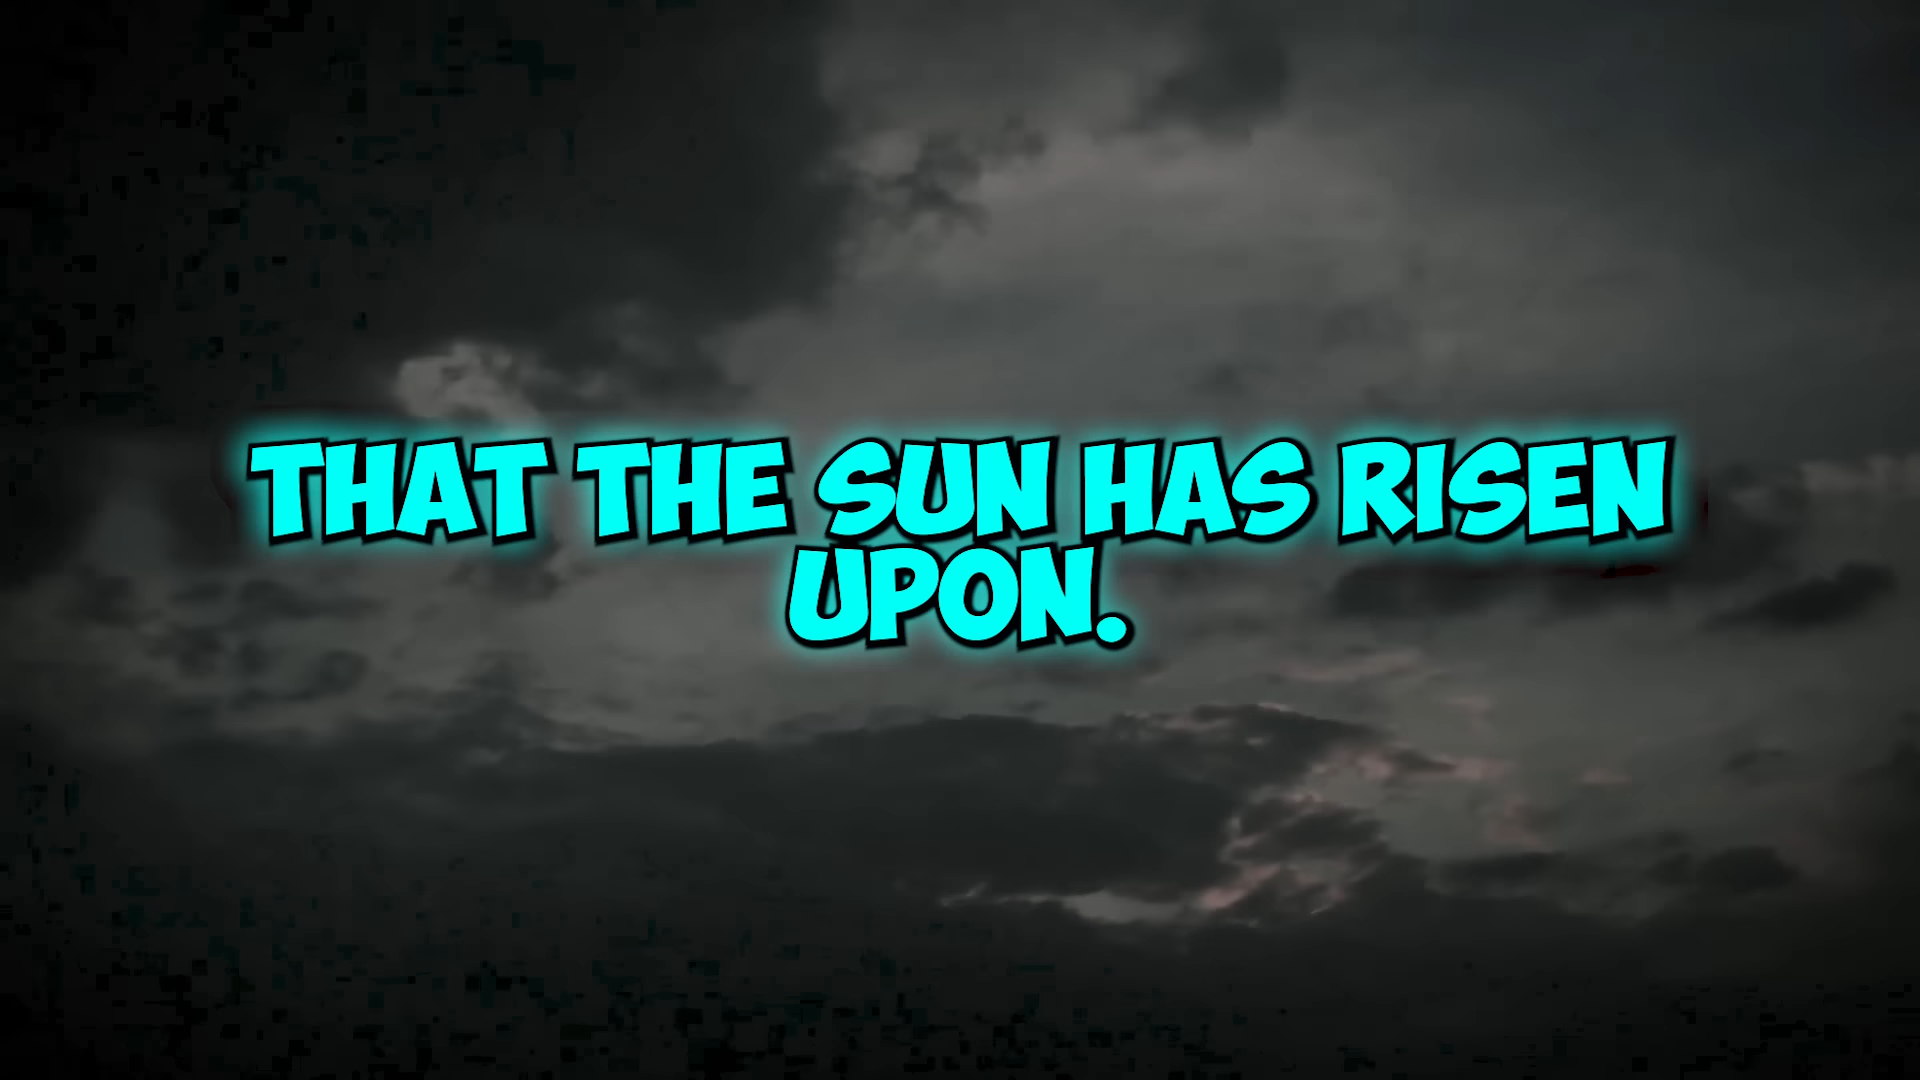 THAT THE SUN HAS RISEN
UPON.